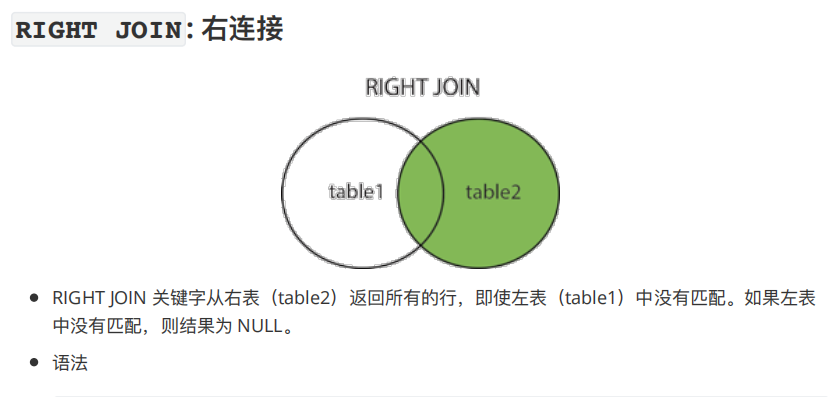 RIGHT JOIN: 右连接
RIGHT JOIN
table1 table2
RIGHT JOIN 关键字从右表（table2）返回所有的行，即使左表（table1）中没有匹配。如果左表
中没有匹配，则结果为 NULL。
语法